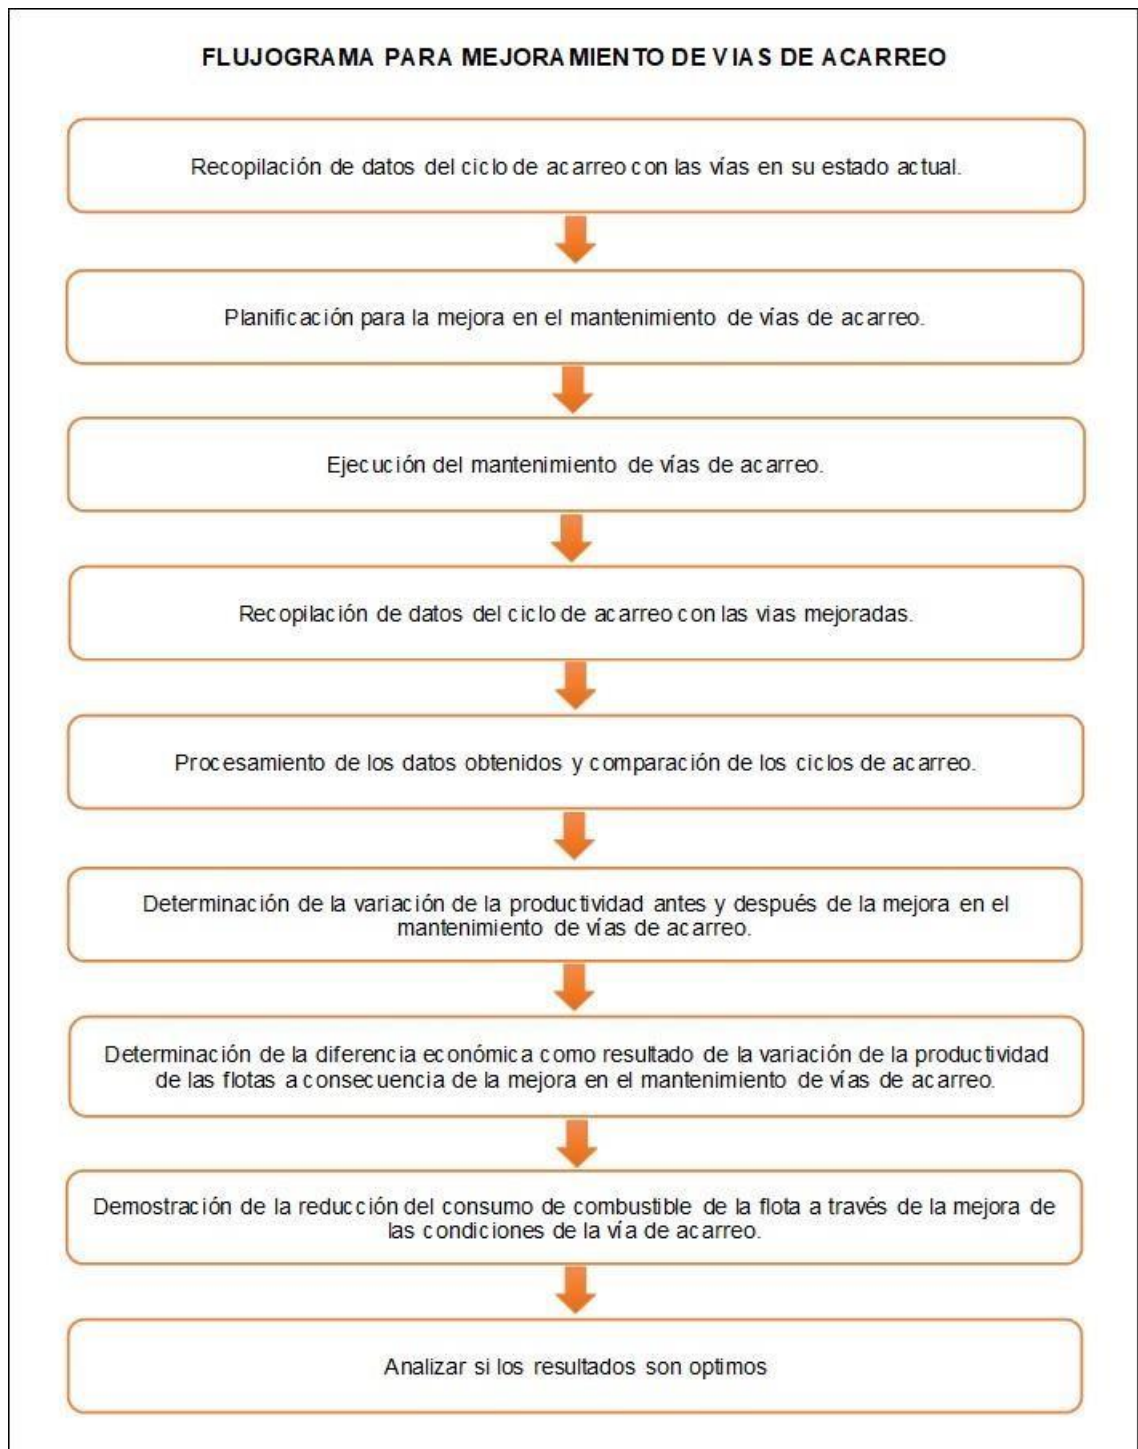 FLUJOGRAMA PARA MEJORAMIENTO DE VIAS DE ACARREO
Recopilación de datos del ciclo de acarreo con las vías en su estado actual.
Planificación para la mejora en el mantenimiento de vías de acarreo.
Ejecución del mantenimiento de vías de acarreo.
Recopilación de datos del ciclo de acarreo con las vias mejoradas.
Procesamiento de los datos obtenidos y comparación de los ciclos de acarreo.
Determinación de la variación de la productividad antes y después de la mejora en el
mantenimiento de vías de acarreo.
Determinación de la diferencia económica como resultado de la variación de la productividad
de las flotas a consecuencia de la mejora en el mantenimiento de vías de acarreo.
Demostración de la reducción del consumo de combustible de la flota a través de la mejora de
las condiciones de la vía de acarreo.
Analizar si los resultados son optimos